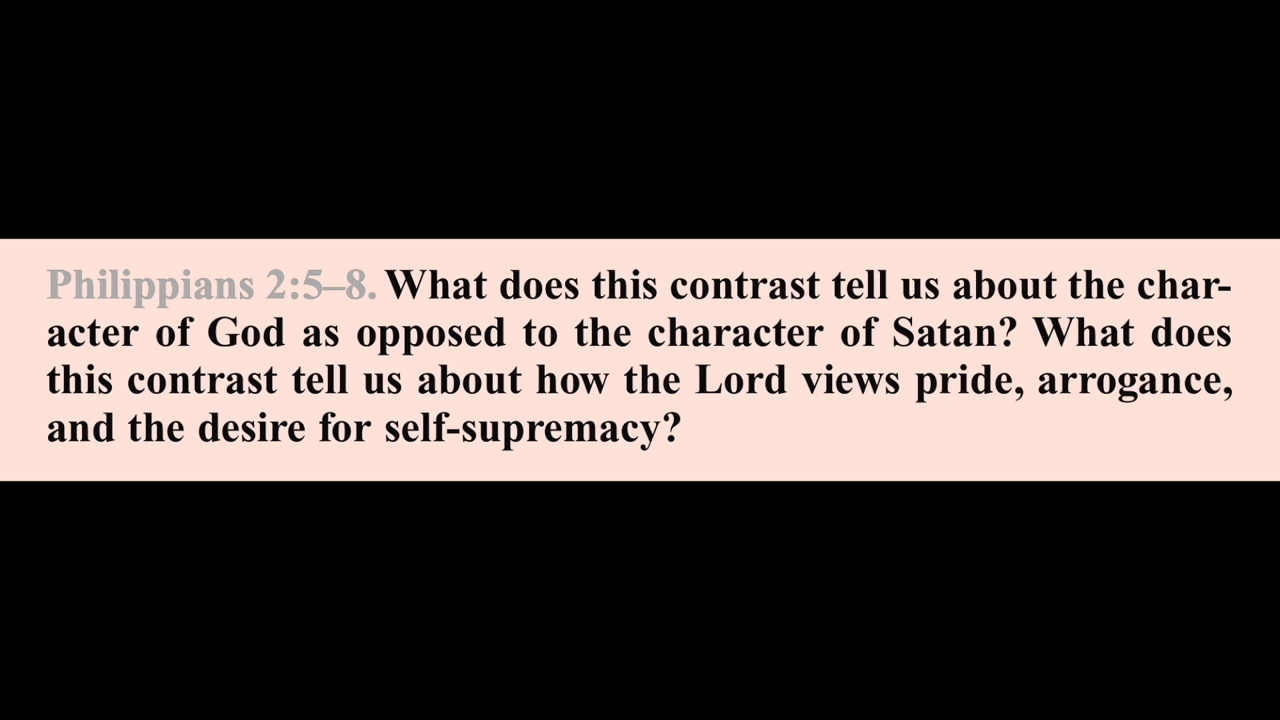 Philippians 2:5–8. What does this contrast tell us about the char-
acter of God as opposed to the character of Satan? What does
this contrast tell us about how the Lord views pride, arrogance,
and the desire for self-supremacy?